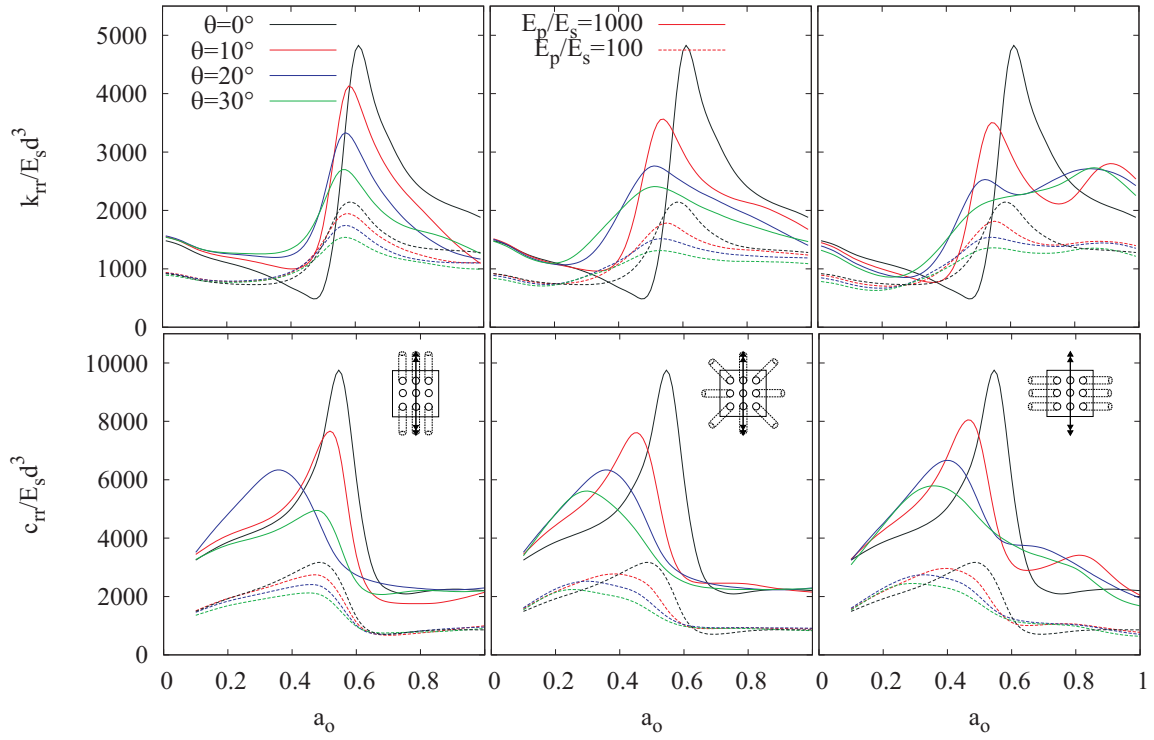 θ=0°
θ=10°
θ=20°
θ=30°
E_p/E_s=1000
E_p/E_s=100
k_rr/E_s d^3
5000
4000
3000
2000
1000
0
c_rr/E_s d^3
10000
8000
6000
4000
2000
0
0 0.2 0.4 0.6 0.8
0 0.2 0.4 0.6 0.8
0 0.2 0.4 0.6 0.8 1
a_o a_o a_o